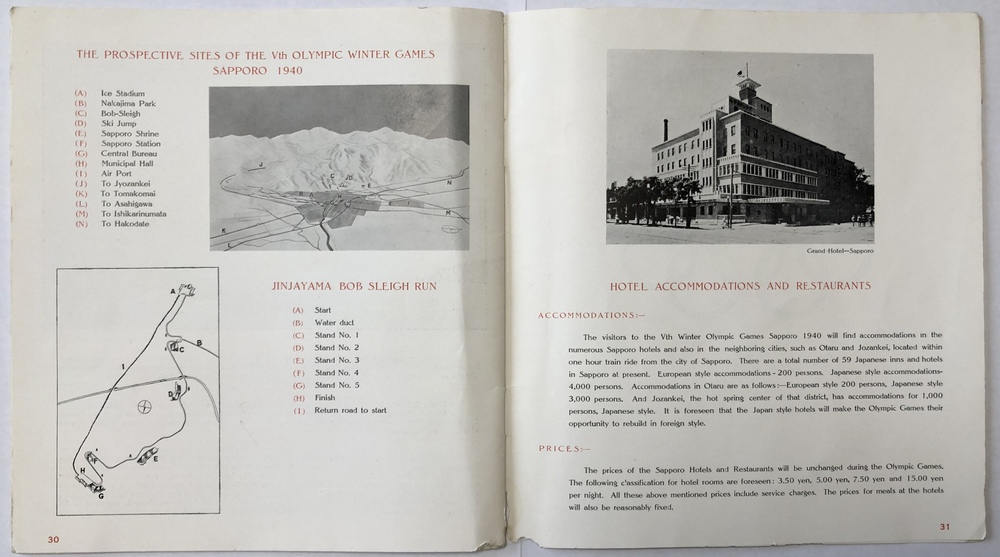 THE PROSPECTIVE SITES OF THE Vth OLYMPIC WINTER GAMES
SAPPORO 1940
(A) Ice Stadium
(B) Nakajima Park
(C) Bob-Sleigh
(D) Ski Jump
(E) Sapporo Shrine
(F) Sapporo Station
(G) Central Bureau
(H) Municipal Hall
(I) Air Port
(J) To Jyozankei
(K) To Tomakomai
(L) To Asahigawa
(M) To Ishikarinumata
(N) To Hakodate
J
N
M
K
L
A
B
C
I
D
E
H
G
JINJAYAMA BOB SLEIGH RUN
(A) Start
(B) Water duct
(C) Stand No. 1
(D) Stand No. 2
(E) Stand No. 3
(F) Stand No. 4
(G) Stand No. 5
(H) Finish
(I) Return road to start
30
Grand Hotel—Sapporo
HOTEL ACCOMMODATIONS AND RESTAURANTS
ACCOMMODATIONS:—
The visitors to the Vth Winter Olympic Games Sapporo 1940 will find accommodations in the
numerous Sapporo hotels and also in the neighboring cities, such as Otaru and Jozankei, located within
one hour train ride from the city of Sapporo. There are a total number of 59 Japanese inns and hotels
in Sapporo at present. European style accommodations - 200 persons. Japanese style accommodations-
4,000 persons. Accommodations in Otaru are as follows:—European style 200 persons, Japanese style
3,000 persons. And Jozankei, the hot spring center of that district, has accommodations for 1,000
persons, Japanese style. It is foreseen that the Japan style hotels will make the Olympic Games their
opportunity to rebuild in foreign style.
PRICES:—
The prices of the Sapporo Hotels and Restaurants will be unchanged during the Olympic Games.
The following classification for hotel rooms are foreseen: 3.50 yen, 5.00 yen, 7.50 yen and 15.00 yen
per night. All these above mentioned prices include service charges. The prices for meals at the hotels
will also be reasonably fixed.
31